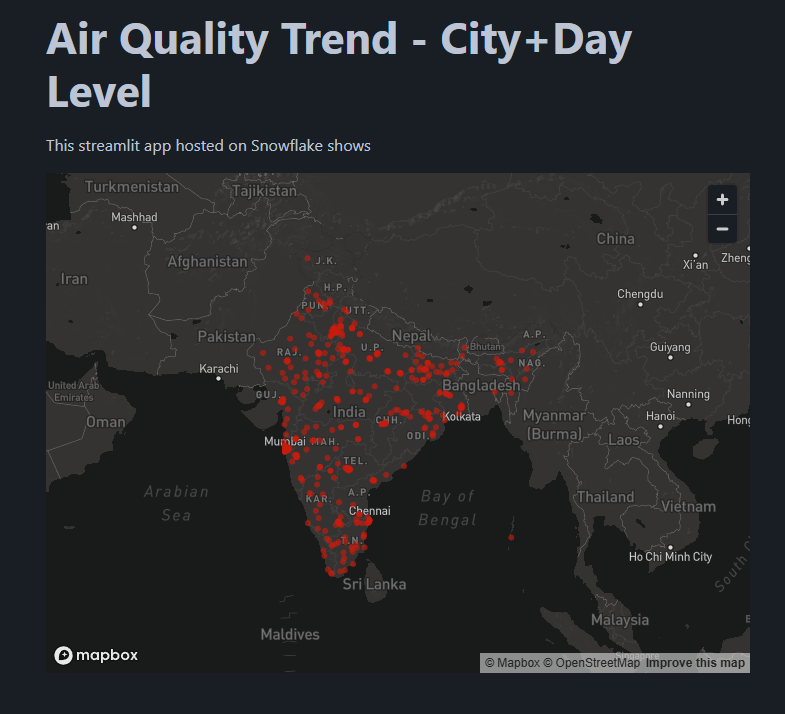 Air Quality Trend - City+Day
Level
This streamlit app hosted on Snowflake shows
Turkmenistan
Tajikistan
Mashhad
an
Afghanistan
J.K.
China
Xi'an
Zheng
Iran
H.P.
Chengdu
PUN
UTT.
Pakistan
Nepal
A.P.
RAJ.
U.P.
Bhutan
Guiyang
Karachi
NAG.
United Arab
Emirates
GUJ.
Bangladesh
Nanning
Oman
India
CHH.
Kolkata
Myanmar
(Burma)
Hanoi
Hong
Mumbai
MAH.
ODI.
Laos
TEL.
Arabian
Sea
KAR.
A.P.
Bay of
Bengal
Thailand
Vietnam
Chennai
T.N.
Ho Chi Minh City
Sri Lanka
South C
Maldives
Malaysia
mapbox
© Mapbox © OpenStreetMap Improve this map